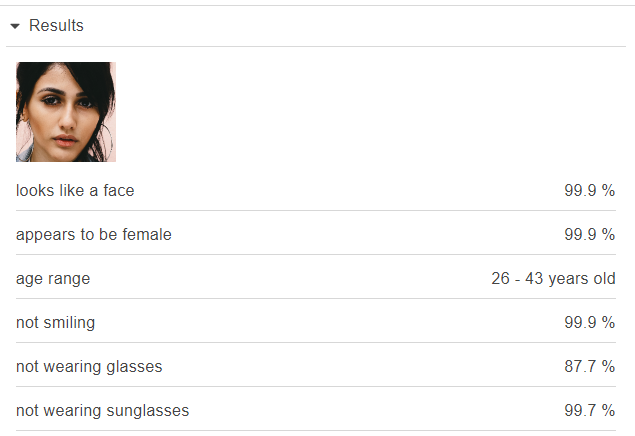 Results
looks like a face 99.9 %
appears to be female 99.9 %
age range 26 - 43 years old
not smiling 99.9 %
not wearing glasses 87.7 %
not wearing sunglasses 99.7 %